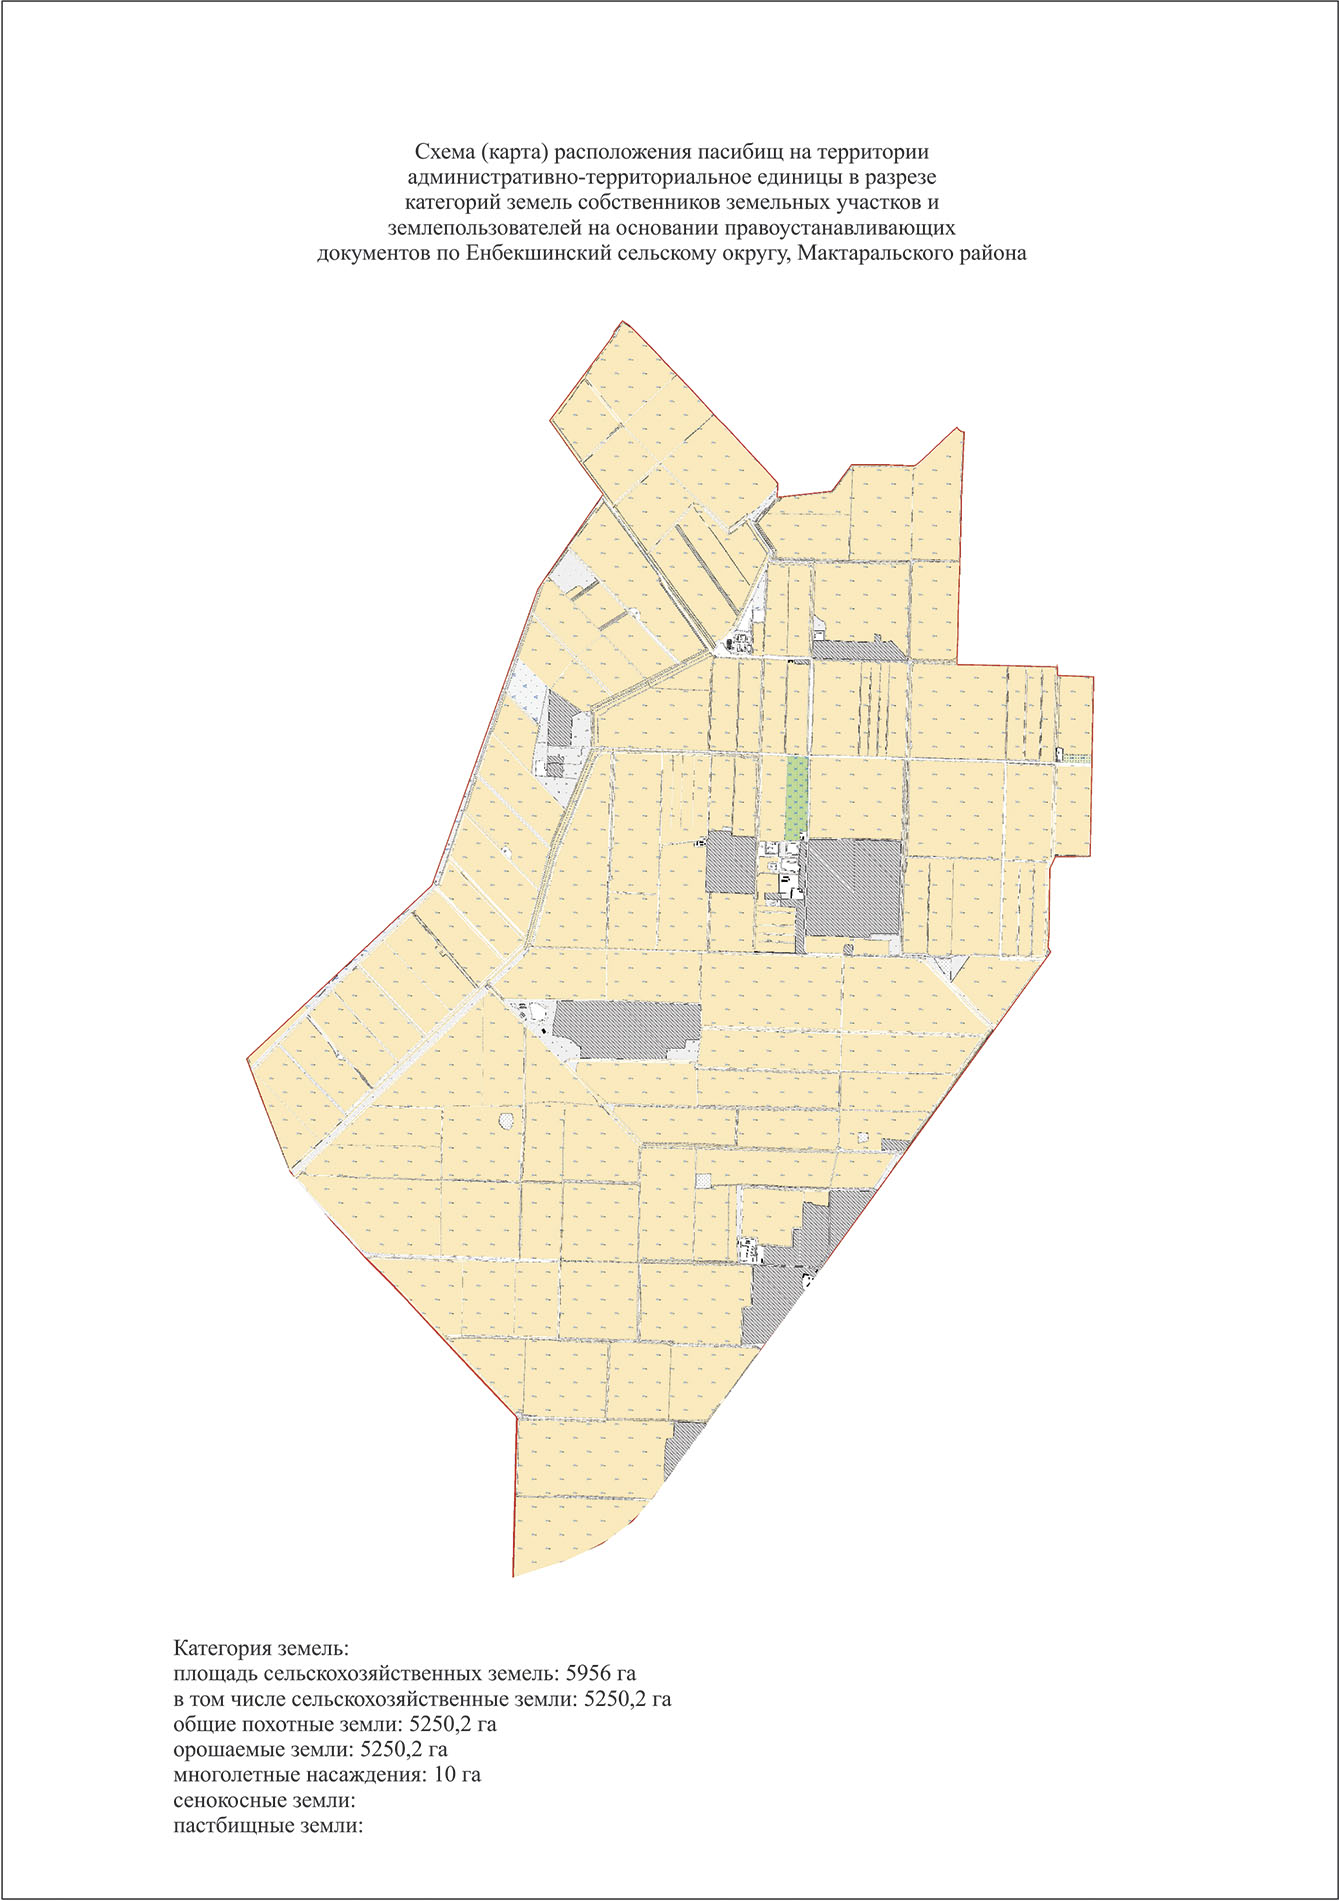 Схема (карта) расположения пасибищ на территории
административно-территориальное единицы в разрезе
категорий земель собственников земельных участков и
землепользователей на основании правоустанавливающих
документов по Енбекшинский сельскому округу, Мактаральского района
Категория земель:
площадь сельскохозяйственных земель: 5956 га
в том числе сельскохозяйственные земли: 5250,2 га
общие похотные земли: 5250,2 га
орошаемые земли: 5250,2 га
многолетные насаждения: 10 га
сенокосные земли:
пастбищные земли: